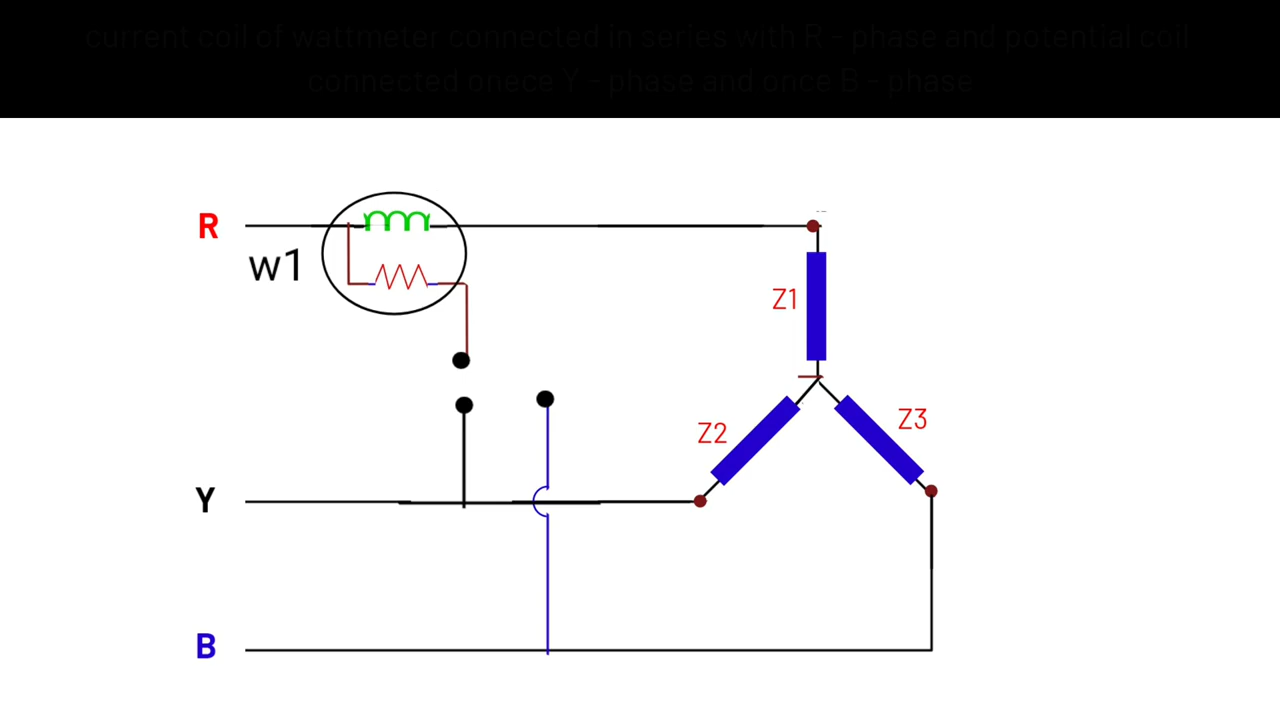 current coil of wattmeter connected in series with R - phase and potential coil
connected onece Y - phase and once B - phase
R
w1
Z1
Z2
Z3
Y
B